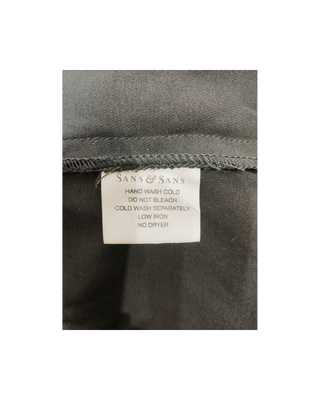 SANS & SANS
HAND WASH COLD
DO NOT BLEACH
COLD WASH SEPARATELY
LOW IRON
NO DRYER